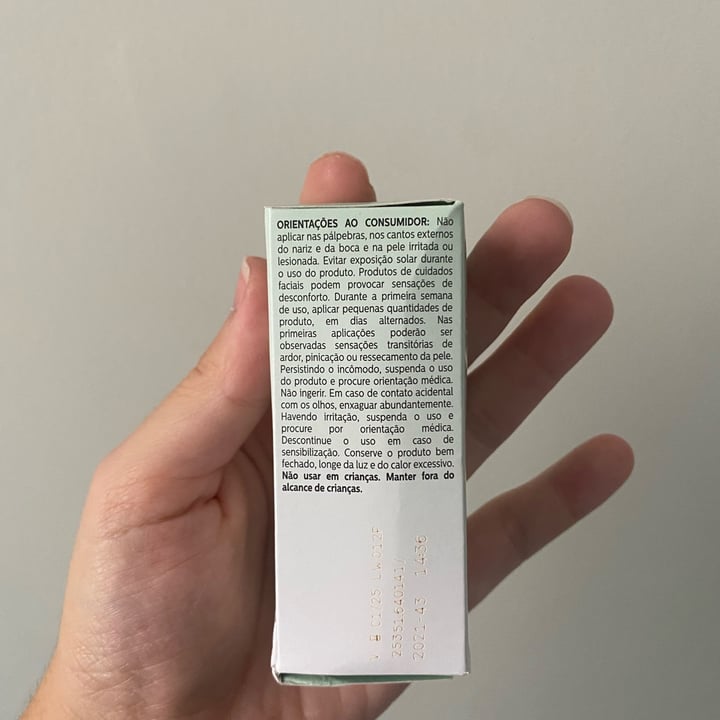 ORIENTAÇÕES AO CONSUMIDOR: Não
aplicar nas pálpebras, nos cantos externos
do nariz e da boca e na pele irritada ou
lesionada. Evitar exposição solar durante
o uso do produto. Produtos de cuidados
faciais podem provocar sensações de
desconforto. Durante a primeira semana
de uso, aplicar pequenas quantidades de
produto, em dias alternados. Nas
primeiras aplicações poderão ser
observadas sensações transitórias de
ardor, pinicação ou ressecamento da pele.
Persistindo o incômodo, suspenda o uso
do produto e procure orientação médica.
Não ingerir. Em caso de contato acidental
com os olhos, enxaguar abundantemente.
Havendo irritação, suspenda o uso e
procure por orientação médica.
Descontinue o uso em caso de
sensibilização. Conserve o produto bem
fechado, longe da luz e do calor excessivo.
Não usar em crianças. Manter fora do
alcance de crianças.
2021 43 14:36